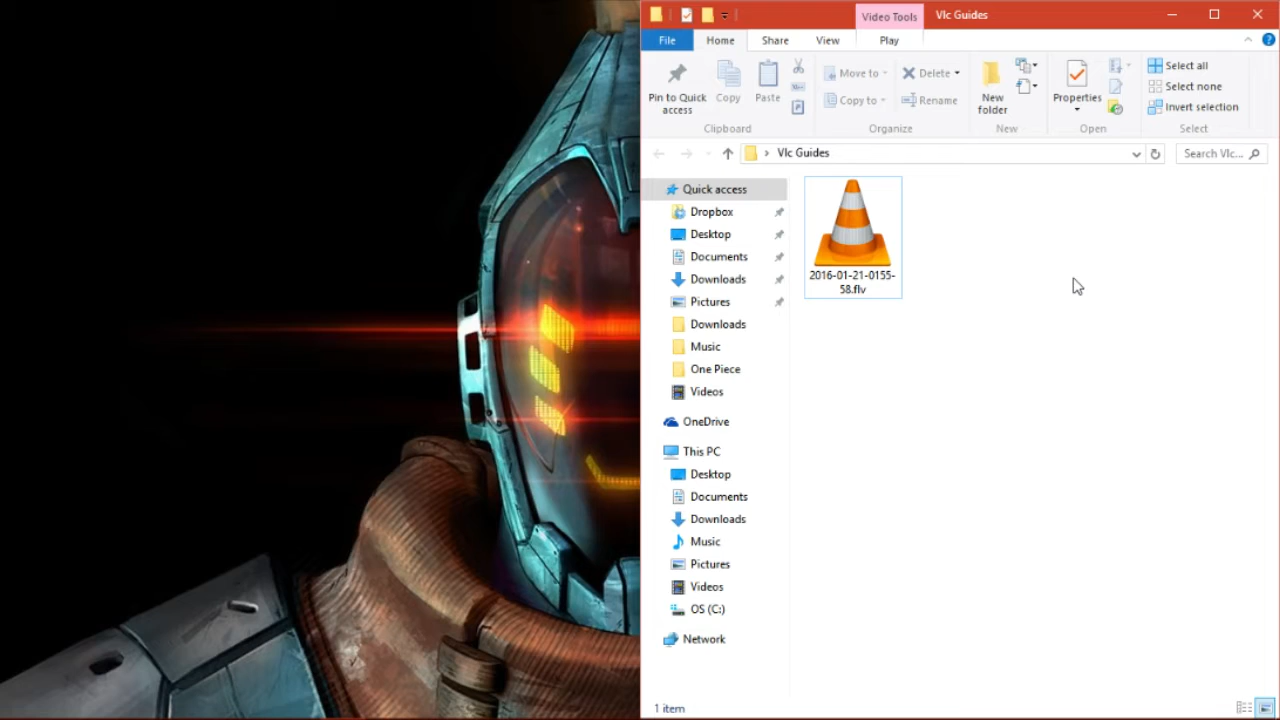 Video Tools
Vlc Guides
File
Home
Share
View
Play
Pin to Quick
access
Copy
Paste
Move to
Copy to
Delete
Rename
New
folder
Properties
Select all
Select none
Invert selection
Clipboard
Organize
New
Open
Select
Vlc Guides
Search Vlc...
Quick access
Dropbox
Desktop
Documents
Downloads
Pictures
Downloads
Music
One Piece
Videos
OneDrive
This PC
Desktop
Documents
Downloads
Music
Pictures
Videos
OS (C:)
Network
2016-01-21-0155-
58.flv
1 item